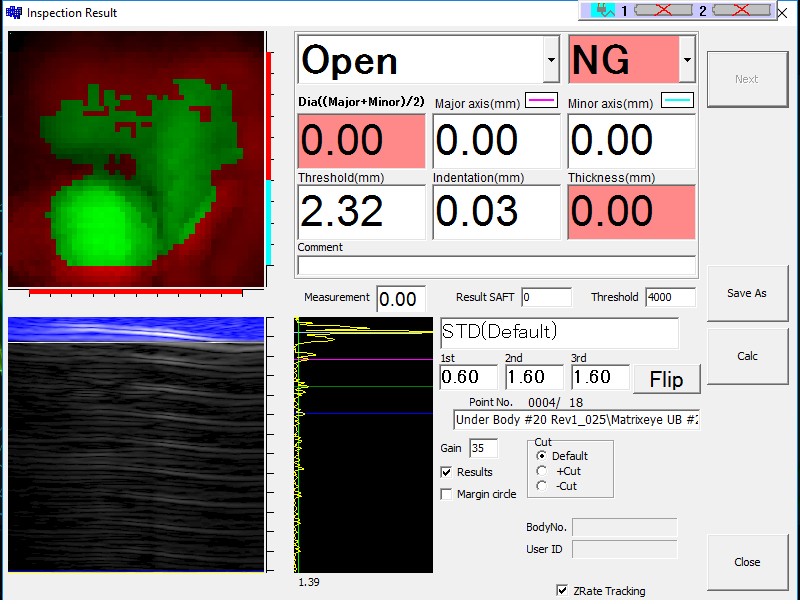 Inspection Result
1
2
Open
NG
Next
Dia((Major+Minor)/2)
Major axis(mm)
Minor axis(mm)
0.00
0.00
0.00
Threshold(mm)
Indentation(mm)
Thickness(mm)
2.32
0.03
0.00
Comment
Measurement 0.00
Result SAFT 0
Threshold 4000
Save As
STD(Default)
1st
2nd
3rd
0.60
1.60
1.60
Flip
Calc
Point No. 0004/ 18
Under Body #20 Rev1_025\Matrixeye UB #2
Gain 35
Cut
Default
+Cut
-Cut
Results
Margin circle
BodyNo.
User ID
Close
1.39
ZRate Tracking